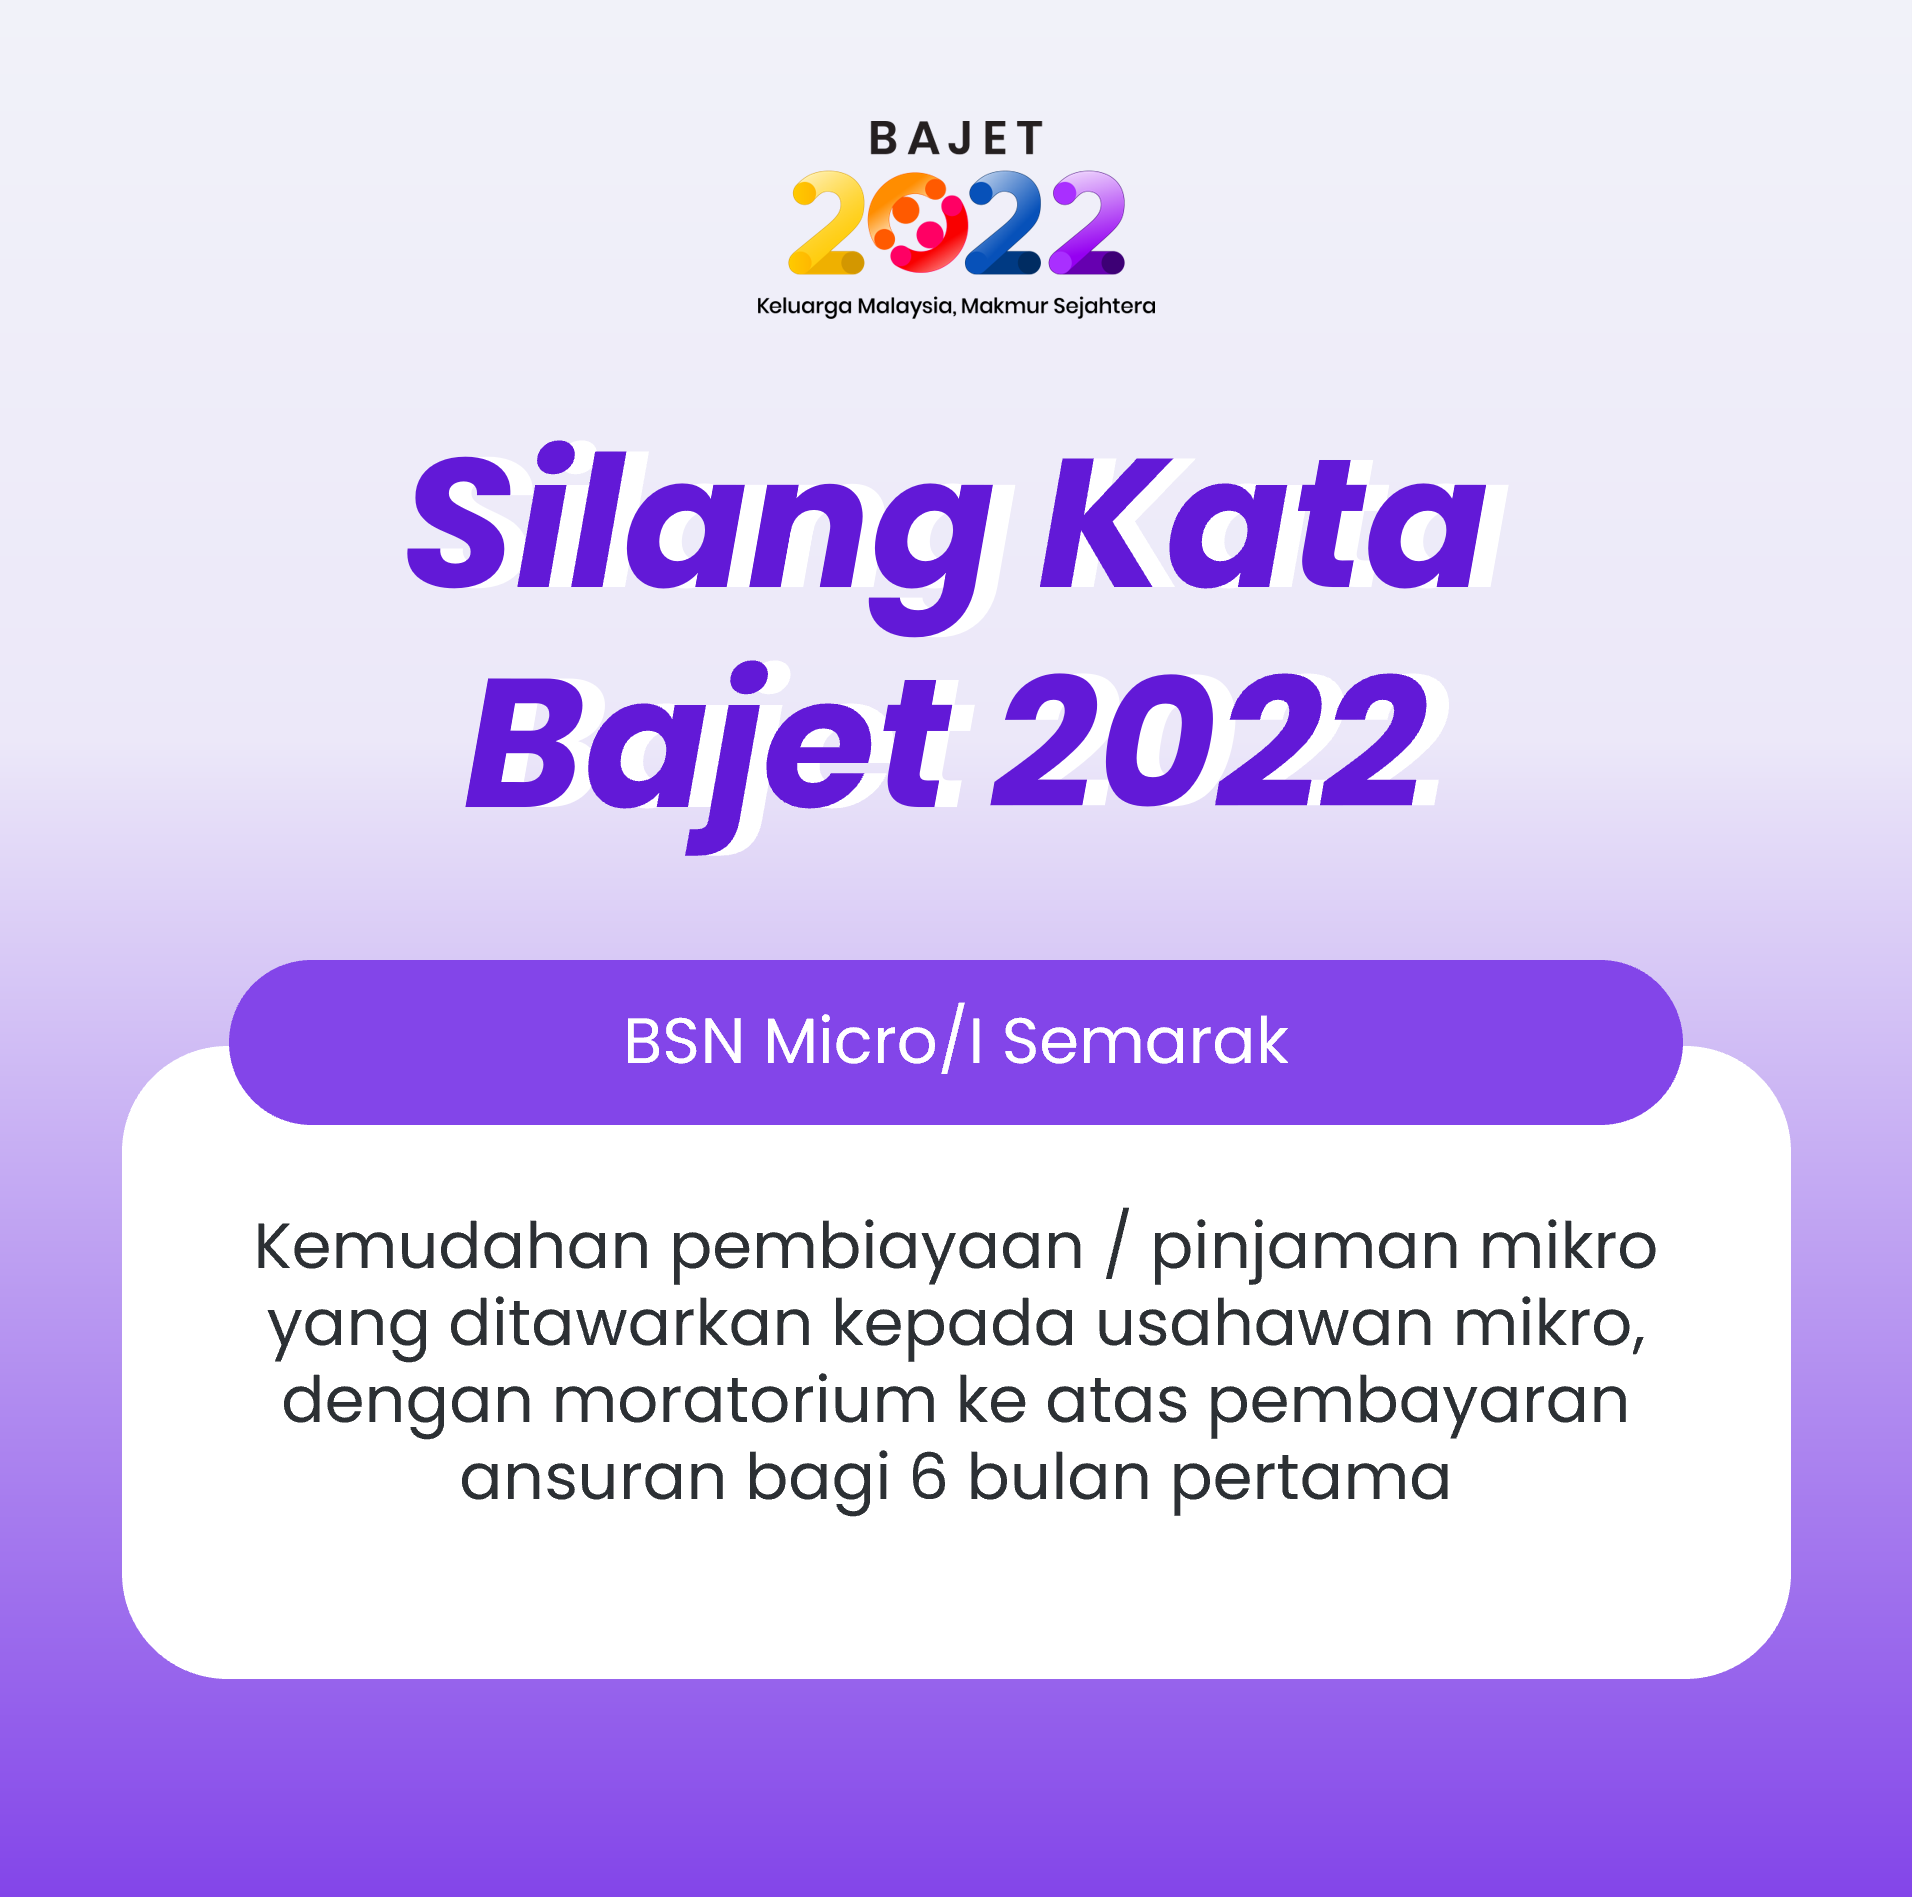 BAJET
2022
Keluarga Malaysia, Makmur Sejahtera
Silang Kata
Bajet 2022
BSN Micro/I Semarak
Kemudahan pembiayaan / pinjaman mikro
yang ditawarkan kepada usahawan mikro,
dengan moratorium ke atas pembayaran
ansuran bagi 6 bulan pertama